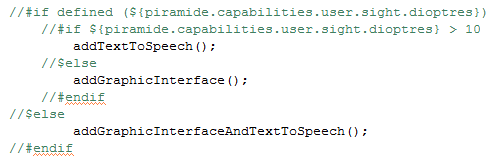 //#if defined (${piramide.capabilities.user.sight.dioptres})
//#if ${piramide.capabilities.user.sight.dioptres} > 10
addTextToSpeech();
//$else
addGraphicInterface();
//#endif
//$else
addGraphicInterfaceAndTextToSpeech();
//#endif